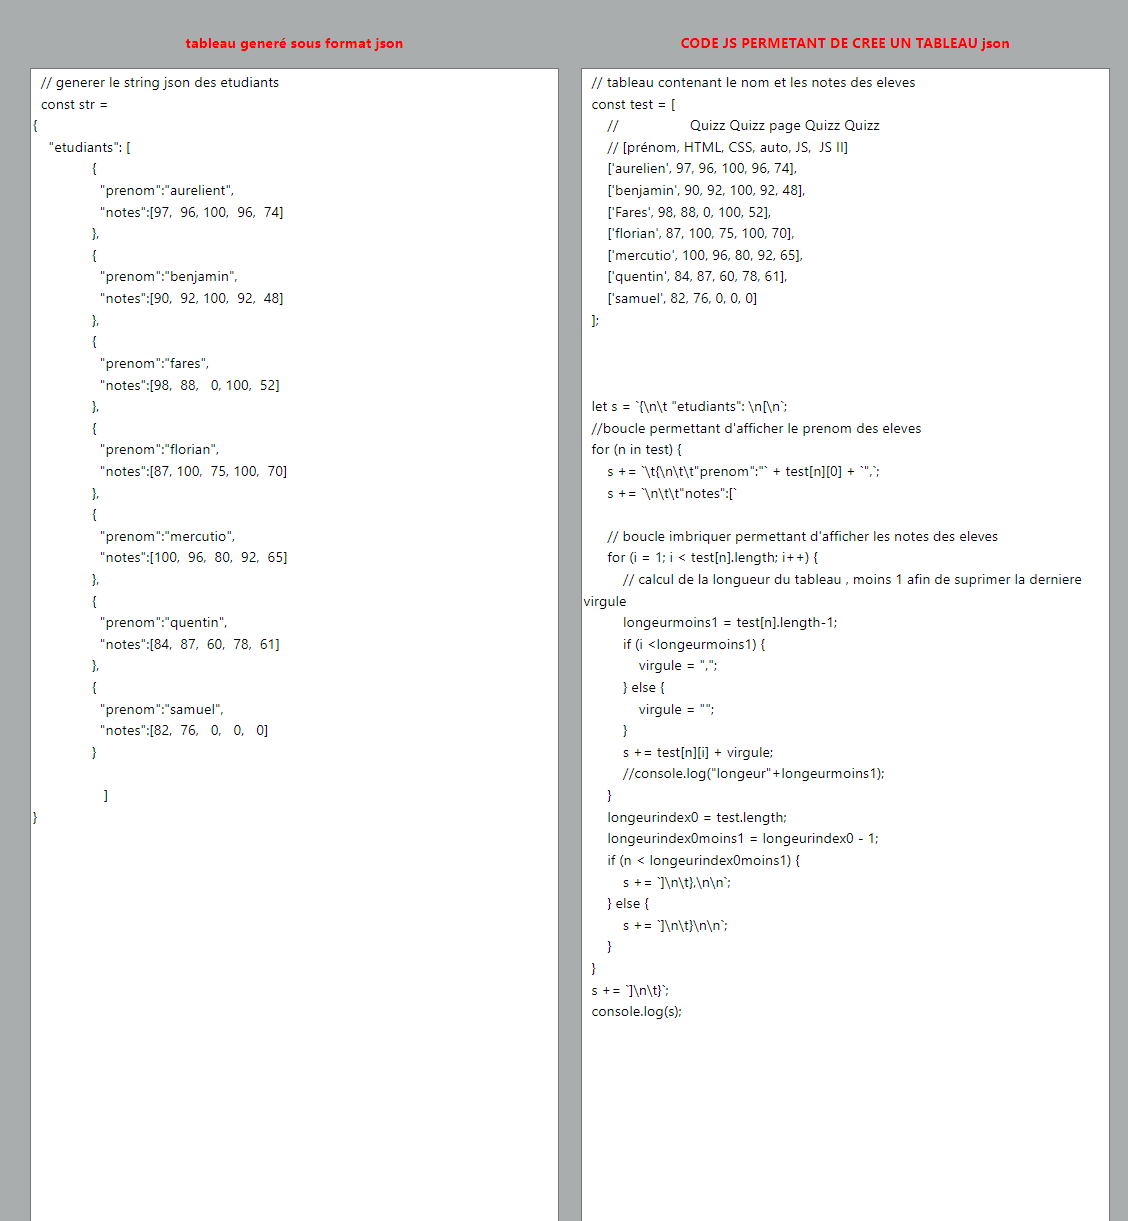 tableau generé sous format json
// generer le string json des etudiants
const str =
{
"etudiants": [
{
"prenom":"aurelient",
"notes":[97,  96, 100,  96,  74]
},
{
"prenom":"benjamin",
"notes":[90,  92, 100,  92,  48]
},
{
"prenom":"fares",
"notes":[98,  88,   0, 100,  52]
},
{
"prenom":"florian",
"notes":[87, 100,  75, 100,  70]
},
{
"prenom":"mercutio",
"notes":[100,  96,  80,  92,  65]
},
{
"prenom":"quentin",
"notes":[84,  87,  60,  78,  61]
},
{
"prenom":"samuel",
"notes":[82,  76,   0,   0,   0]
}
]
}
CODE JS PERMETANT DE CREE UN TABLEAU json
// tableau contenant le nom et les notes des eleves
const test = [
//                  Quizz Quizz page Quizz Quizz
// [prénom, HTML, CSS, auto, JS,  JS II]
['aurelien', 97, 96, 100, 96, 74],
['benjamin', 90, 92, 100, 92, 48],
['Fares', 98, 88, 0, 100, 52],
['florian', 87, 100, 75, 100, 70],
['mercutio', 100, 96, 80, 92, 65],
['quentin', 84, 87, 60, 78, 61],
['samuel', 82, 76, 0, 0, 0]
];
let s = `{\n\t "etudiants": \n[\n`;
//boucle permettant d'afficher le prenom des eleves
for (n in test) {
s += `\t{\n\t\t"prenom":"` + test[n][0] + `",`;
s += `\n\t\t"notes":[`
// boucle imbriquer permettant d'afficher les notes des eleves
for (i = 1; i < test[n].length; i++) {
// calcul de la longueur du tableau , moins 1 afin de suprimer la derniere
virgule
longeurmoins1 = test[n].length-1;
if (i <longeurmoins1) {
virgule = ",";
} else {
virgule = "";
}
s += test[n][i] + virgule;
//console.log("longeur"+longeurmoins1);
}
longeurindex0 = test.length;
longeurindex0moins1 = longeurindex0 - 1;
if (n < longeurindex0moins1) {
s += `]\n\t},\n\n`;
} else {
s += `]\n\t}\n\n`;
}
}
s += `]\n\t}`;
console.log(s);